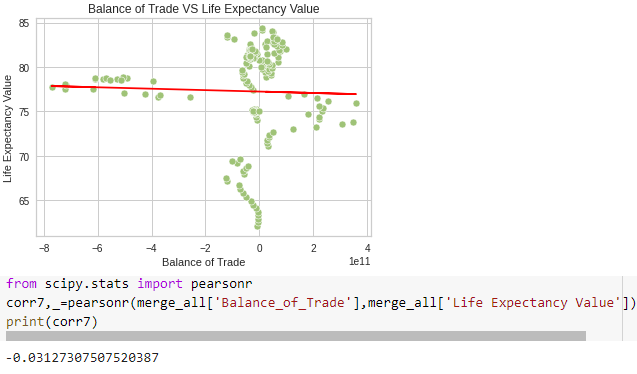 Balance of Trade VS Life Expectancy Value
85
80
75
70
65
Life Expectancy Value
−8
−6
−4
−2
0
2
4
1e11
Balance of Trade
from scipy.stats import pearsonr
corr7,_=pearsonr(merge_all['Balance_of_Trade'],merge_all['Life Expectancy Value'])
print(corr7)
-0.03127307507520387